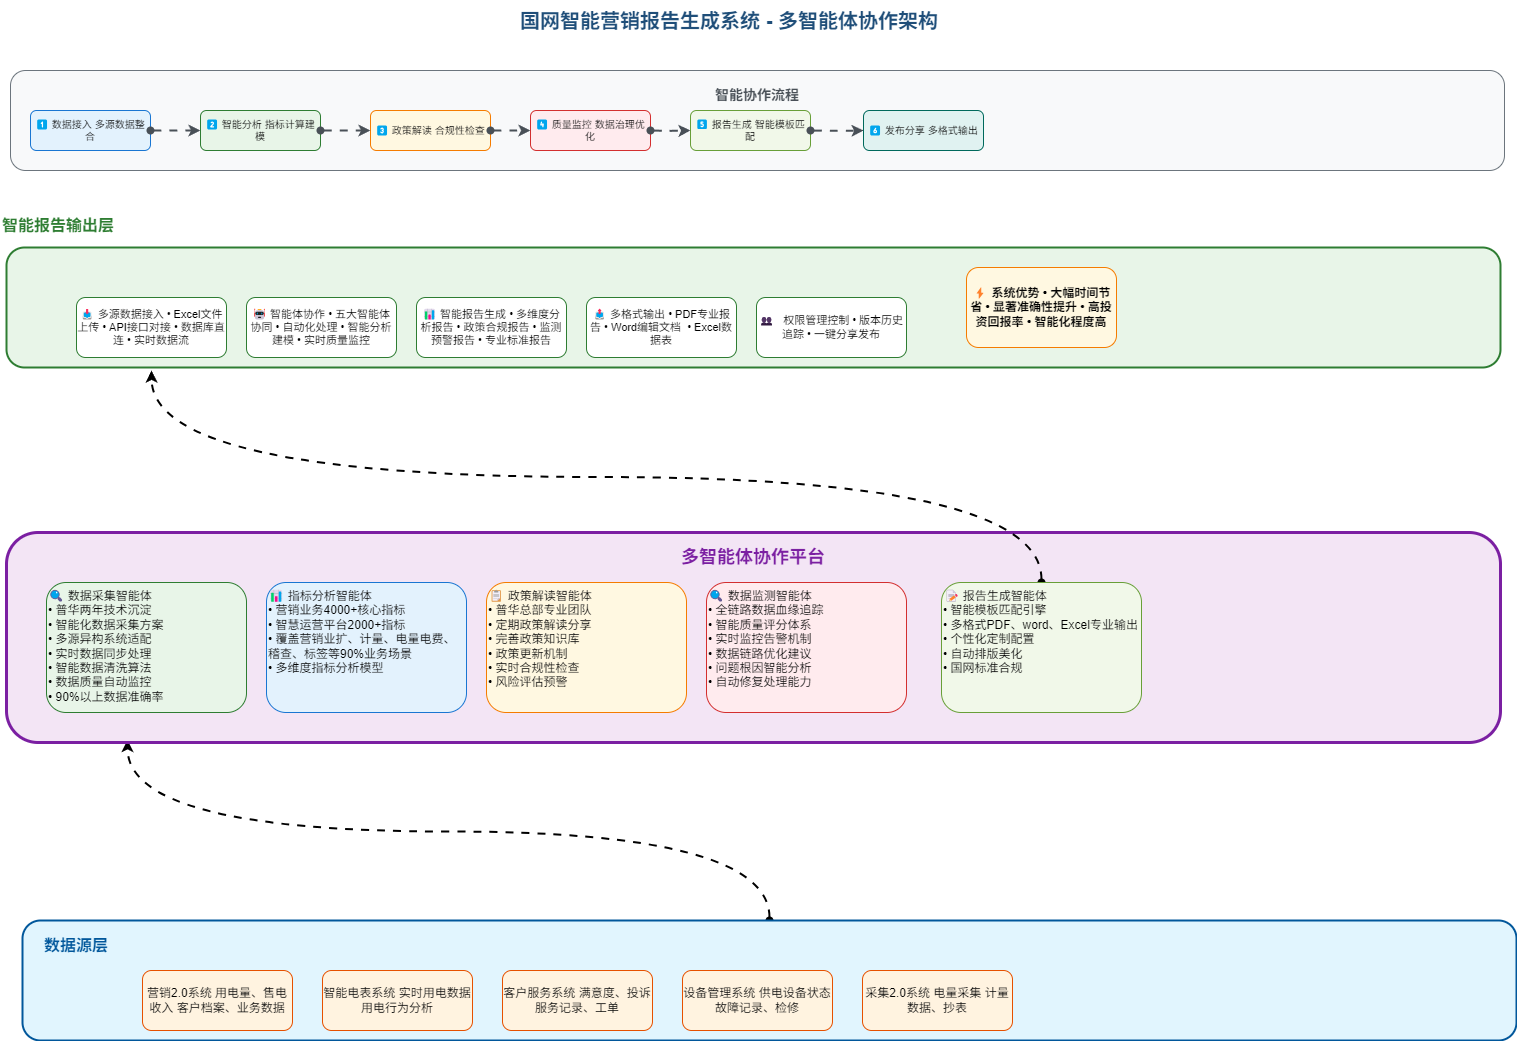 国网智能营销报告生成系统 - 多智能体协作架构
智能协作流程
1 数据接入 多源数据整
合
2 智能分析 指标计算建
模
3 政策解读 合规性检查
4 质量监控 数据治理优
化
5 报告生成 智能模板匹
配
6 发布分享 多格式输出
智能报告输出层
多源数据接入 • Excel文件
上传 • API接口对接 • 数据库直
连 • 实时数据流
智能体协作 • 五大智能体
协同 • 自动化处理 • 智能分析
建模 • 实时质量监控
智能报告生成 • 多维度分
析报告 • 政策合规报告 • 监测
预警报告 • 专业标准报告
多格式输出 • PDF专业报
告 • Word编辑文档 • Excel数
据表
权限管理控制 • 版本历史
追踪 • 一键分享发布
系统优势 • 大幅时间节
省 • 显著准确性提升 • 高投
资回报率 • 智能化程度高
多智能体协作平台
数据采集智能体
• 普华两年技术沉淀
• 智能化数据采集方案
• 多源异构系统适配
• 实时数据同步处理
• 智能数据清洗算法
• 数据质量自动监控
• 90%以上数据准确率
指标分析智能体
• 营销业务4000+核心指标
• 智慧运营平台2000+指标
• 覆盖营销业扩、计量、电量电费、
稽查、标签等90%业务场景
• 多维度指标分析模型
政策解读智能体
• 普华总部专业团队
• 定期政策解读分享
• 完善政策知识库
• 政策更新机制
• 实时合规性检查
• 风险评估预警
数据监测智能体
• 全链路数据血缘追踪
• 智能质量评分体系
• 实时监控告警机制
• 数据链路优化建议
• 问题根因智能分析
• 自动修复处理能力
报告生成智能体
• 智能模板匹配引擎
• 多格式PDF、word、Excel专业输出
• 个性化定制配置
• 自动排版美化
• 国网标准合规
数据源层
营销2.0系统 用电量、售电
收入 客户档案、业务数据
智能电表系统 实时用电数据
用电行为分析
客户服务系统 满意度、投诉
服务记录、工单
设备管理系统 供电设备状态
故障记录、检修
采集2.0系统 电量采集 计量
数据、抄表